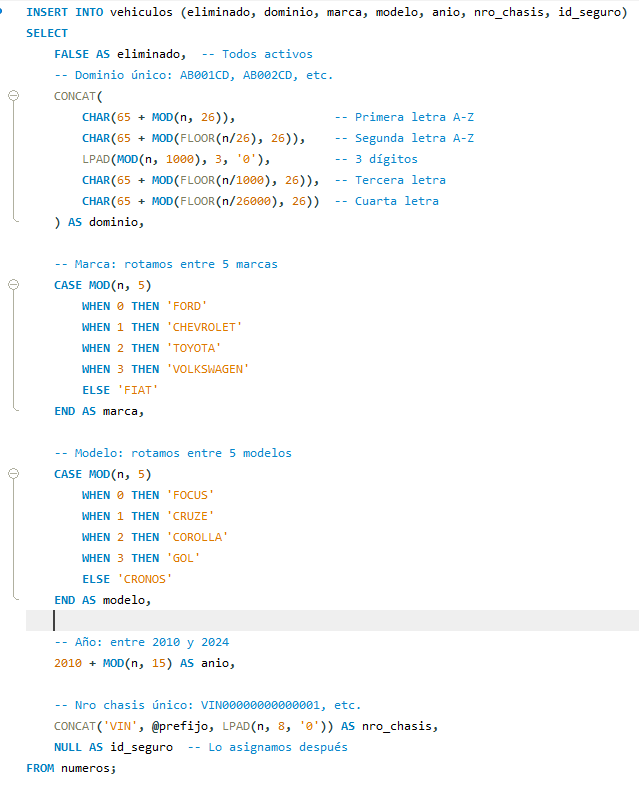 INSERT INTO vehiculos (eliminado, dominio, marca, modelo, anio, nro_chasis, id_seguro)
SELECT
    FALSE AS eliminado,  -- Todos activos
    -- Dominio único: AB001CD, AB002CD, etc.
    CONCAT(
        CHAR(65 + MOD(n, 26)),              -- Primera letra A-Z
        CHAR(65 + MOD(FLOOR(n/26), 26)),    -- Segunda letra A-Z
        LPAD(MOD(n, 1000), 3, '0'),         -- 3 dígitos
        CHAR(65 + MOD(FLOOR(n/1000), 26)),  -- Tercera letra
        CHAR(65 + MOD(FLOOR(n/26000), 26))  -- Cuarta letra
    ) AS dominio,
    -- Marca: rotamos entre 5 marcas
    CASE MOD(n, 5)
        WHEN 0 THEN 'FORD'
        WHEN 1 THEN 'CHEVROLET'
        WHEN 2 THEN 'TOYOTA'
        WHEN 3 THEN 'VOLKSWAGEN'
        ELSE 'FIAT'
    END AS marca,
    -- Modelo: rotamos entre 5 modelos
    CASE MOD(n, 5)
        WHEN 0 THEN 'FOCUS'
        WHEN 1 THEN 'CRUZE'
        WHEN 2 THEN 'COROLLA'
        WHEN 3 THEN 'GOL'
        ELSE 'CRONOS'
    END AS modelo,
    -- Año: entre 2010 y 2024
    2010 + MOD(n, 15) AS anio,
    -- Nro chasis único: VIN00000000000001, etc.
    CONCAT('VIN', @prefijo, LPAD(n, 8, '0')) AS nro_chasis,
    NULL AS id_seguro  -- Lo asignamos después
FROM numeros;